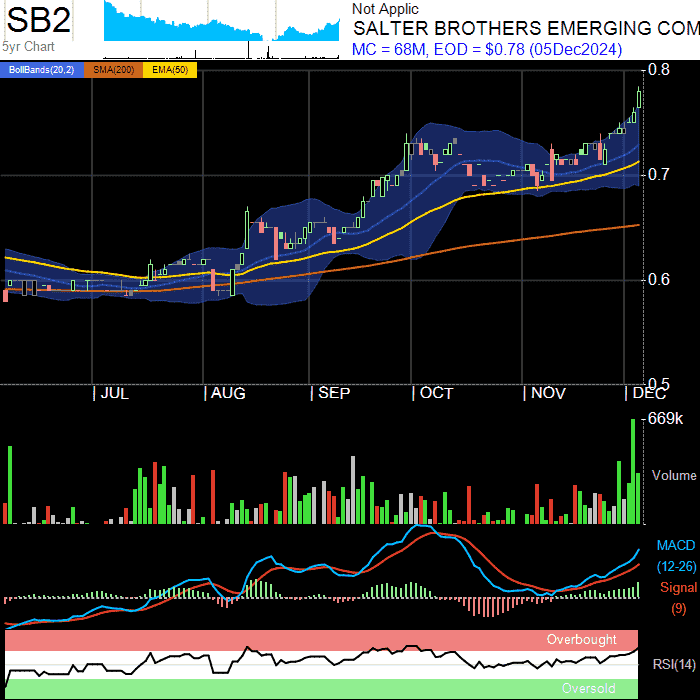 SB2
5yr Chart
Not Applic
SALTER BROTHERS EMERGING COM
MC = 68M, EOD = $0.78 (05Dec2024)
BollBands(20,2) SMA(200) EMA(50)
0.8
0.7
0.6
0.5
JUL AUG SEP OCT NOV DEC
669k
Volume
MACD
(12-26)
Signal
(9)
Overbought
RSI(14)
Oversold